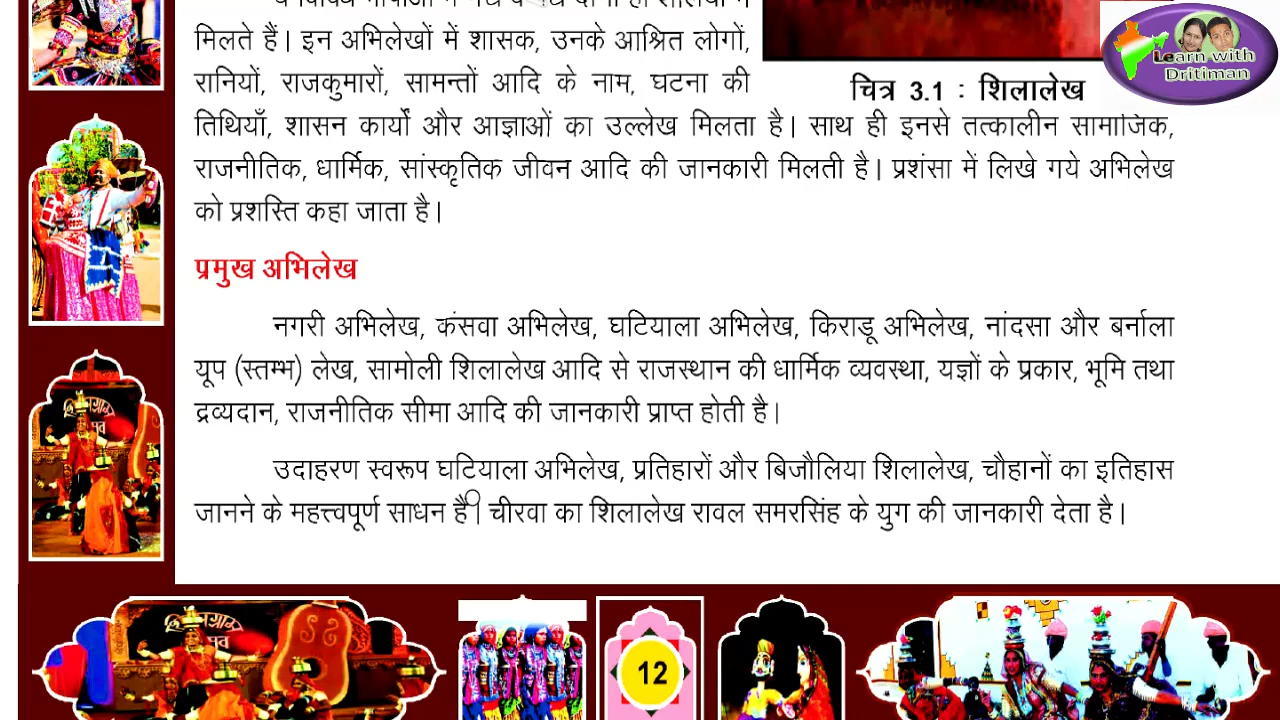 मिलते हैं। इन अभिलेखों में शासक, उनके आश्रित लोगों,
रानियों, राजकुमारों, सामन्तों आदि के नाम, घटना की
चित्र 3.1 : शिलालेख
Learn with
Dritiman
तिथियाँ, शासन कार्यों और आज्ञाओं का उल्लेख मिलता है। साथ ही इनसे तत्कालीन सामाजिक,
राजनीतिक, धार्मिक, सांस्कृतिक जीवन आदि की जानकारी मिलती है। प्रशंसा में लिखे गये अभिलेख
को प्रशस्ति कहा जाता है।
प्रमुख अभिलेख
नगरी अभिलेख, कंसवा अभिलेख, घटियाला अभिलेख, किराडू अभिलेख, नांदसा और बर्नाला
यूप (स्तम्भ) लेख, सामोली शिलालेख आदि से राजस्थान की धार्मिक व्यवस्था, यज्ञों के प्रकार, भूमि तथा
द्रव्यदान, राजनीतिक सीमा आदि की जानकारी प्राप्त होती है।
उदाहरण स्वरूप घटियाला अभिलेख, प्रतिहारों और बिजौलिया शिलालेख, चौहानों का इतिहास
जानने के महत्त्वपूर्ण साधन हैं। चीरवा का शिलालेख रावल समरसिंह के युग की जानकारी देता है।
12